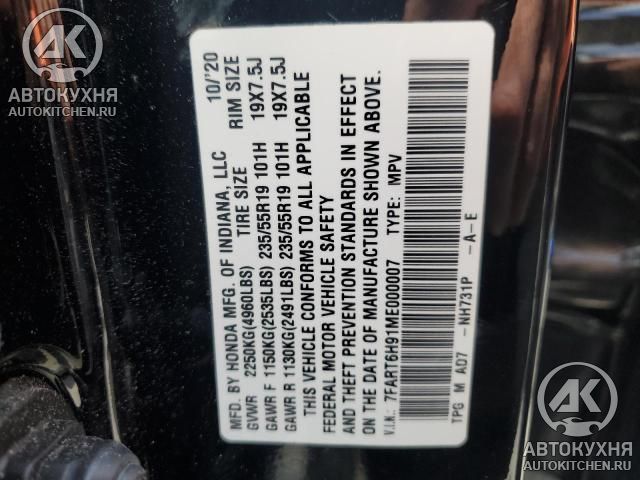 MFD. BY HONDA MFG. OF INDIANA, LLC 10/'20
GVWR TIRE SIZE RIM SIZE
2250KG(4960LBS)
GAWR F 1150KG(2535LBS) 235/55R19 101H 19X7.5J
GAWR R 1130KG(2491LBS) 235/55R19 101H 19X7.5J
THIS VEHICLE CONFORMS TO ALL APPLICABLE
FEDERAL MOTOR VEHICLE SAFETY
AND THEFT PREVENTION STANDARDS IN EFFECT
ON THE DATE OF MANUFACTURE SHOWN ABOVE.
V.I.N.: 7FART6H91ME000007 TYPE: MPV
TPG M AD7 -NH731P -A-E
АК
АВТОКУХНЯ
AUTOKITCHEN.RU
АК
АВТОКУХНЯ
AUTOKITCHEN.RU